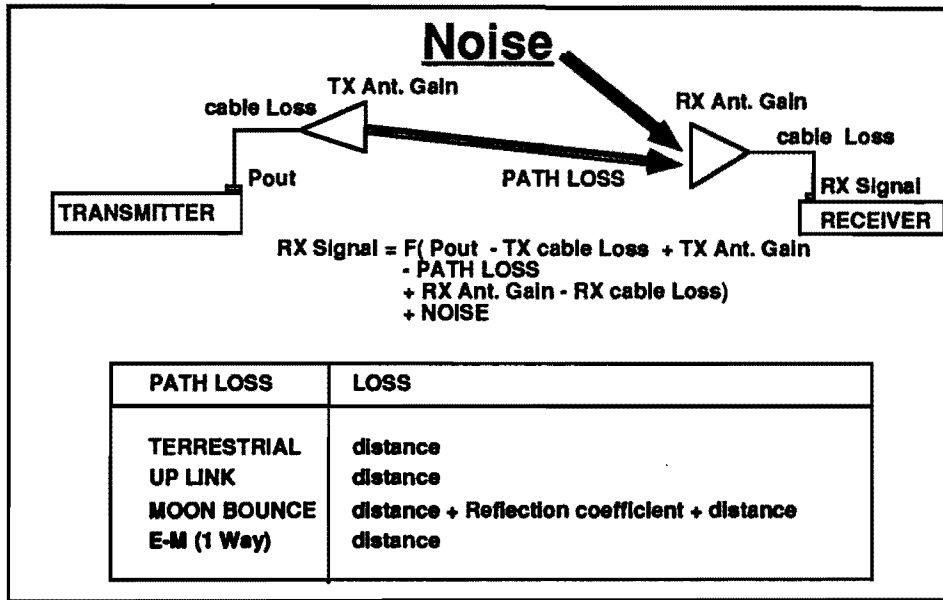 Noise
TX Ant. Gain
RX Ant. Gain
cable Loss
cable Loss
Pout
PATH LOSS
RX Signal
TRANSMITTER
RECEIVER
RX Signal = F( Pout - TX cable Loss + TX Ant. Gain
- PATH LOSS
+ RX Ant. Gain - RX cable Loss)
+ NOISE
PATH LOSS LOSS
TERRESTRIAL distance
UP LINK distance
MOON BOUNCE distance + Reflection coefficient + distance
E-M (1 Way) distance